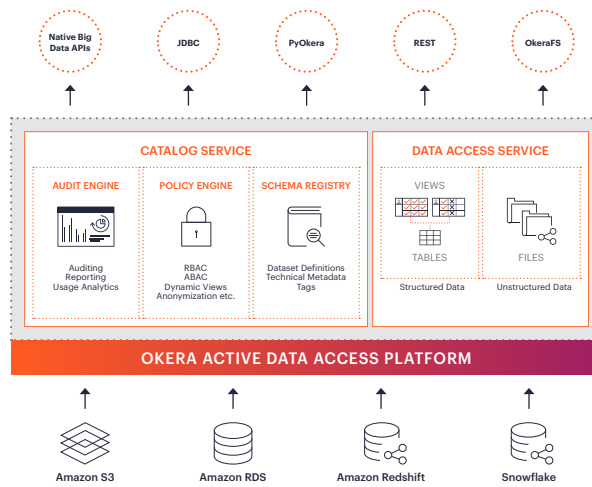 Native Big
Data APIs
JDBC
PyOkera
REST
OkeraFS
CATALOG SERVICE
DATA ACCESS SERVICE
AUDIT ENGINE
POLICY ENGINE
SCHEMA REGISTRY
VIEWS
TABLES
FILES
Auditing
Reporting
Usage Analytics
RBAC
ABAC
Dynamic Views
Anonymization etc.
Dataset Definitions
Technical Metadata
Tags
Structured Data
Unstructured Data
OKERA ACTIVE DATA ACCESS PLATFORM
Amazon S3
Amazon RDS
Amazon Redshift
Snowflake